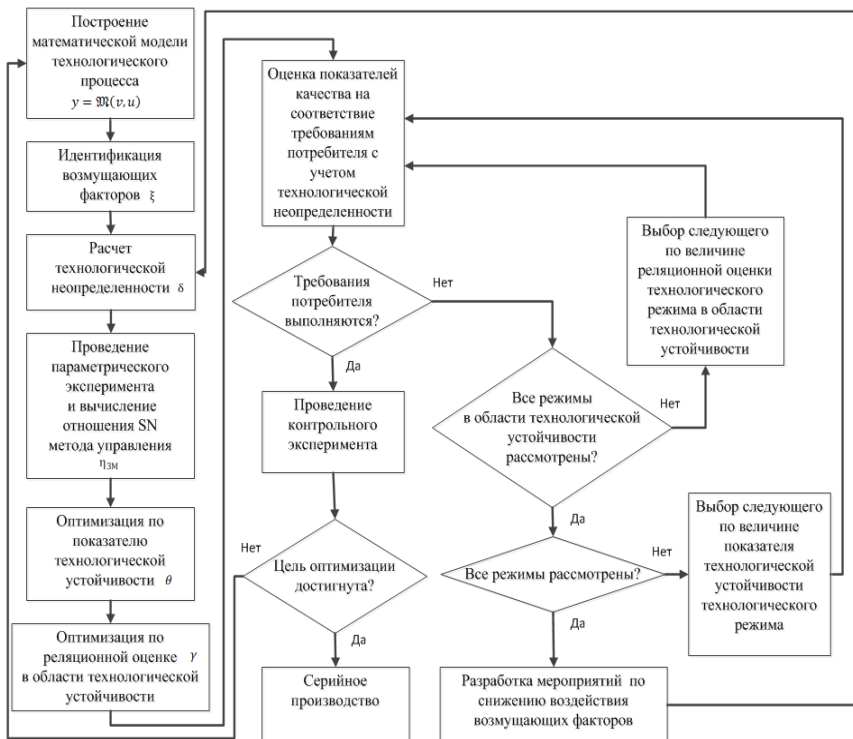 Построение
математической модели
технологического
процесса
y = 𝔐(v, u)
Идентификация
возмущающих
факторов ξ
Расчет
технологической
неопределенности δ
Проведение
параметрического
эксперимента
и вычисление
отношения SN
метода управления
η_ЗМ
Оптимизация по
показателю
технологической
устойчивости θ
Оптимизация по
реляционной оценке γ
в области технологической
устойчивости
Оценка показателей
качества на
соответствие
требованиям
потребителя с
учетом
технологической
неопределенности
Требования
потребителя
выполняются?
Нет
Да
Проведение
контрольного
эксперимента
Нет
Цель оптимизации
достигнута?
Да
Серийное
производство
Все режимы
в области технологической
устойчивости
рассмотрены?
Нет
Да
Выбор следующего
по величине
реляционной оценки
технологического
режима в области
технологической
устойчивости
Все режимы рассмотрены?
Нет
Да
Выбор следующего
по величине
показателя
технологической
устойчивости
технологического
режима
Разработка мероприятий по
снижению воздействия
возмущающих факторов